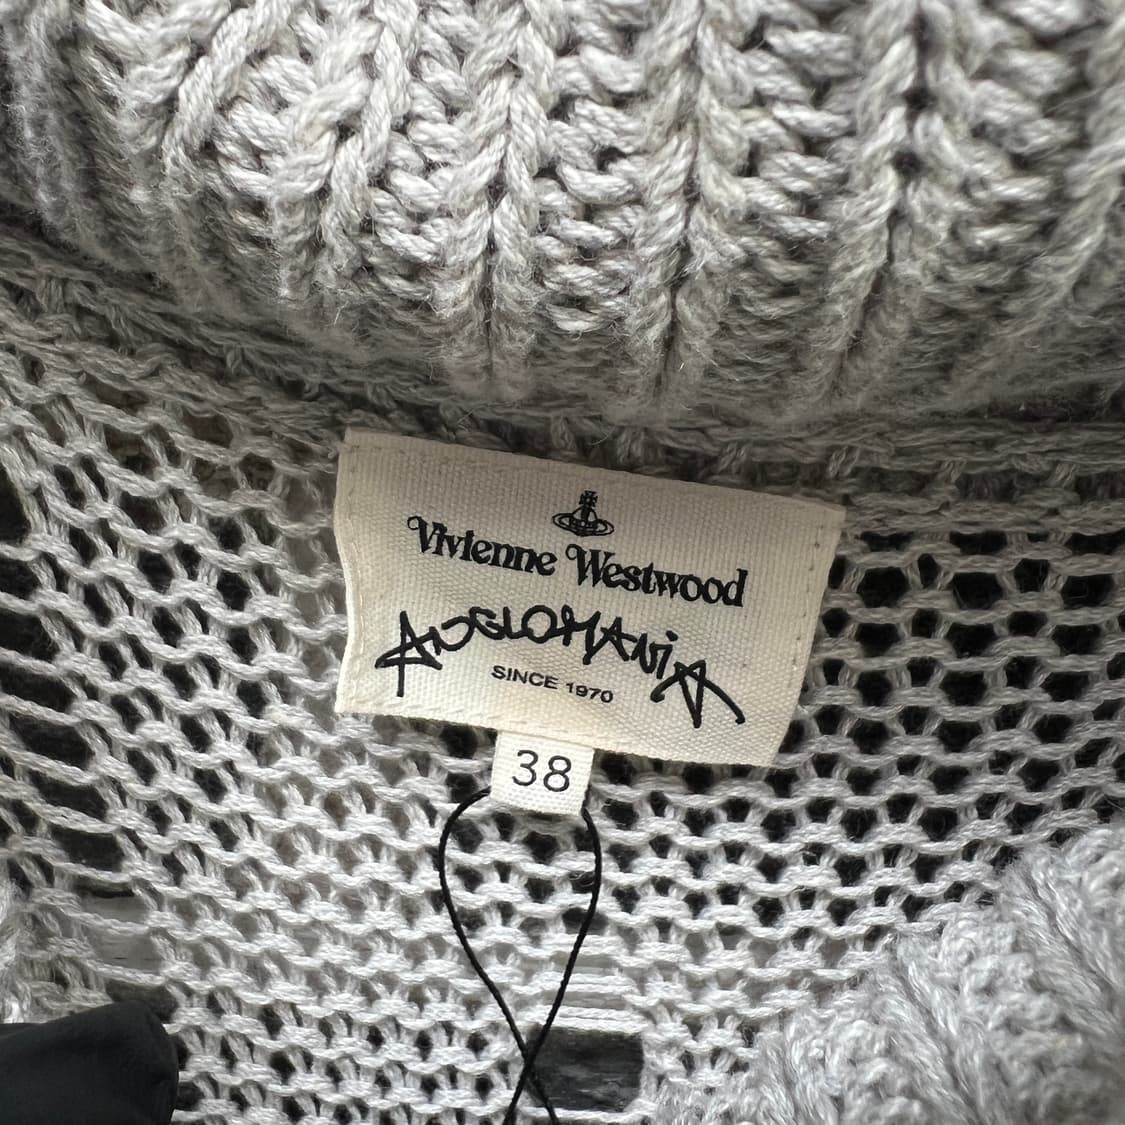 Vivienne Westwood
ANGLOMANiA
SINCE 1970
38